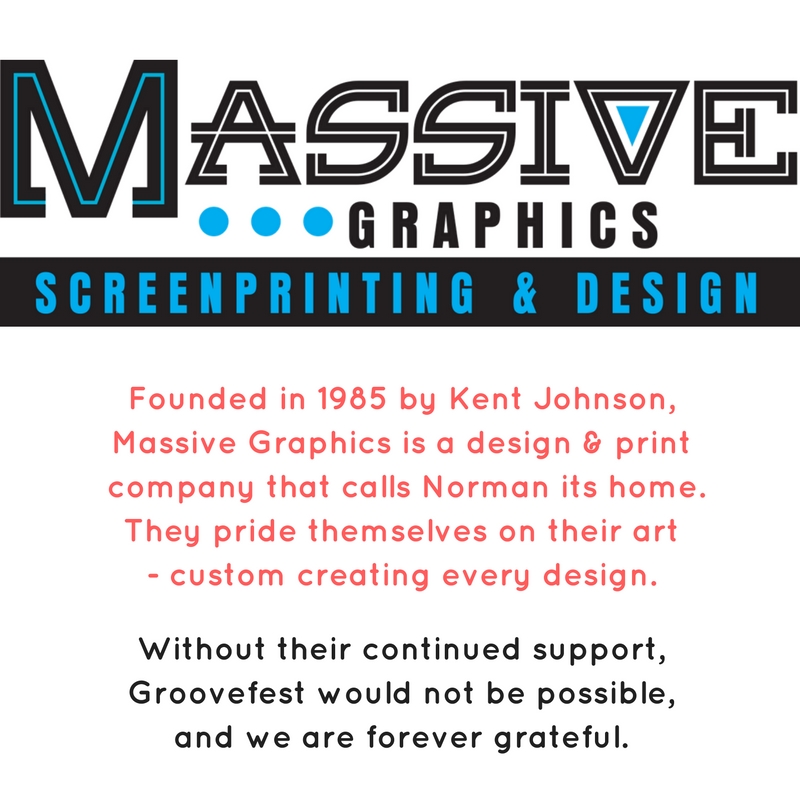 MASSIVE
GRAPHICS
SCREENPRINTING & DESIGN
Founded in 1985 by Kent Johnson,
Massive Graphics is a design & print
company that calls Norman its home.
They pride themselves on their art
- custom creating every design.
Without their continued support,
Groovefest would not be possible,
and we are forever grateful.